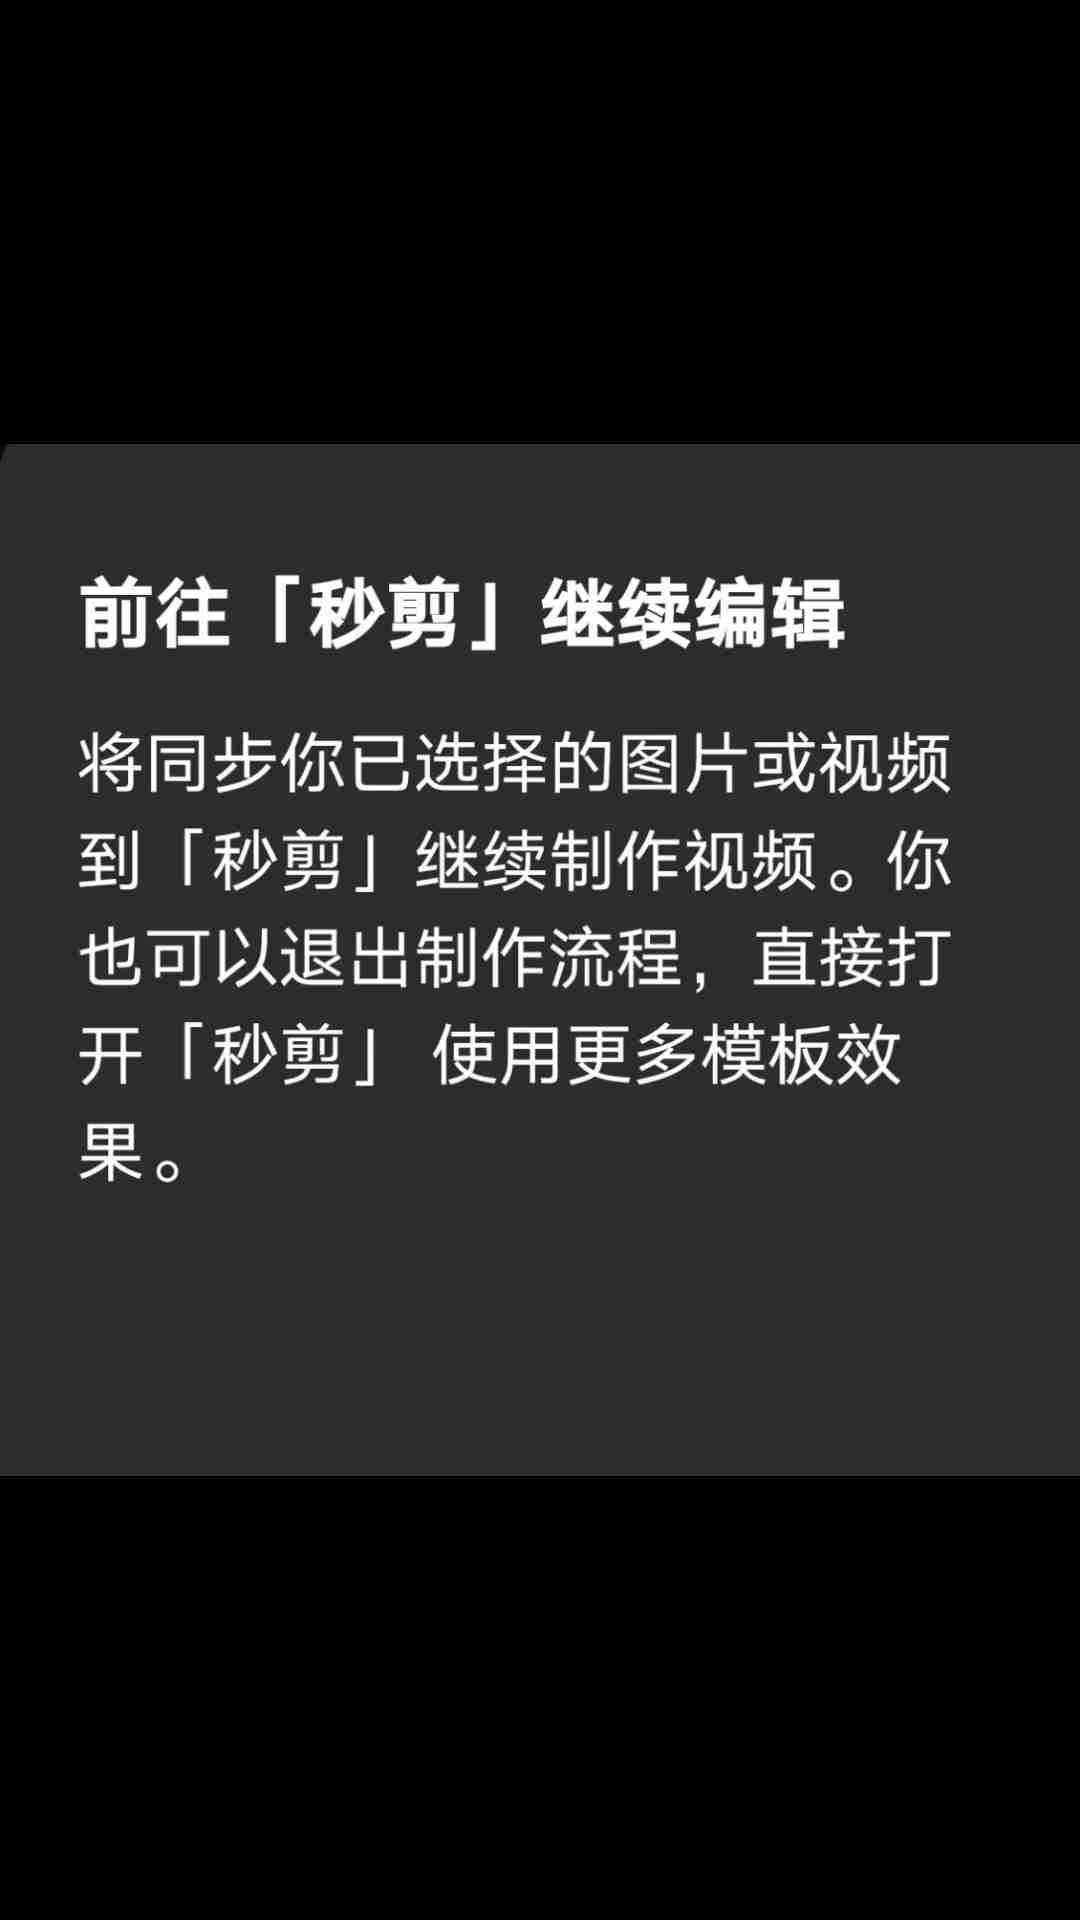 前往「秒剪」继续编辑
将同步你已选择的图片或视频
到「秒剪」继续制作视频。你
也可以退出制作流程，直接打
开「秒剪」 使用更多模板效
果。